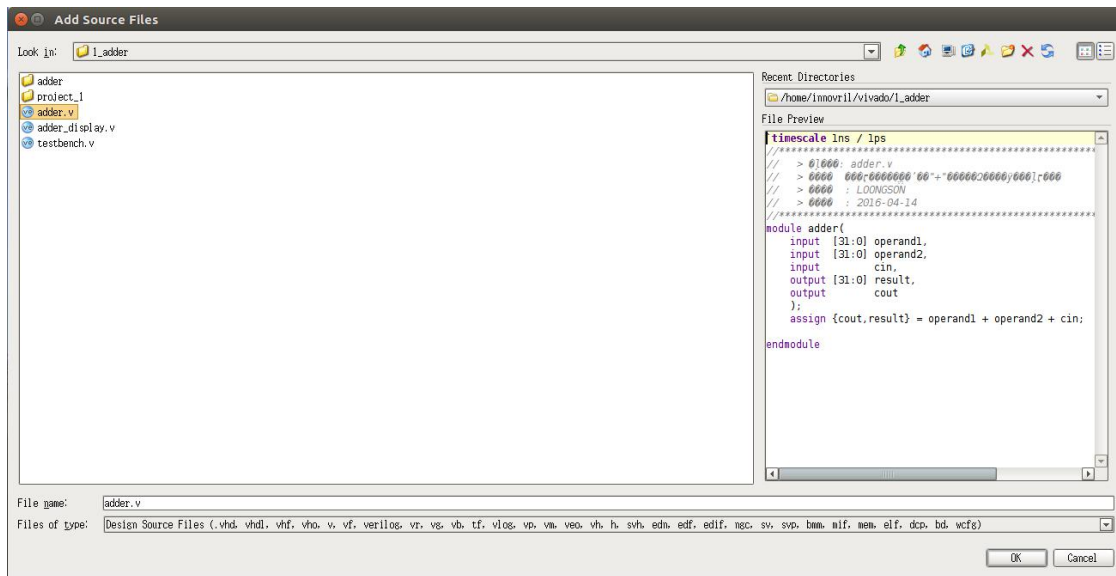 Add Source Files
Look in: 1_adder
adder
project_1
adder.v
adder_display.v
testbench.v
Recent Directories
/home/innovril/vivado/1_adder
File Preview
`timescale 1ns / 1ps
//*****************************************************
// > : adder.v
// > "+"
// > : LOONGSON
// > : 2016-04-14
//*****************************************************
module adder(
input [31:0] operand1,
input [31:0] operand2,
input cin,
output [31:0] result,
output cout
);
assign {cout,result} = operand1 + operand2 + cin;
endmodule
File name: adder.v
Files of type: Design Source Files (.vhd, vhdl, vhf, vho, v, vf, verilog, vr, vg, vb, tf, vlog, vp, vm, veo, vh, h, svh, edn, edf, edif, ngc, sv, svp, bmm, mif, mem, elf, dcp, bd, wcfg)
OK Cancel